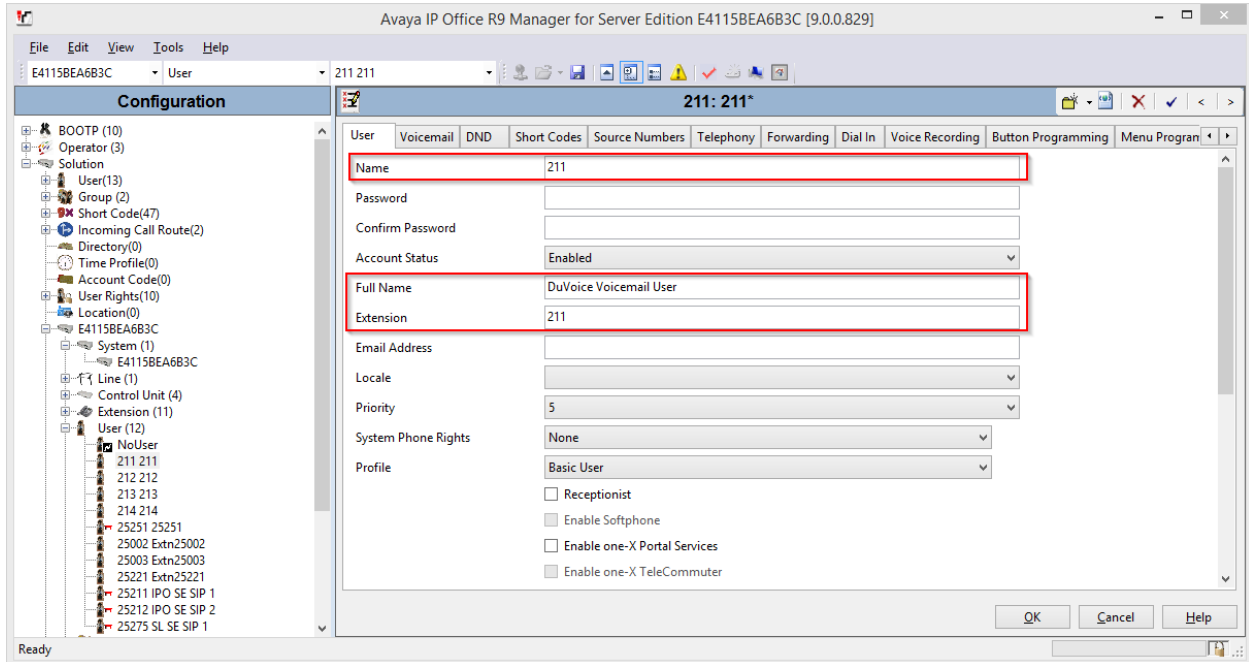 Avaya IP Office R9 Manager for Server Edition E4115BEA6B3C [9.0.0.829]
File Edit View Tools Help
E4115BEA6B3C User 211 211
Configuration
211: 211*
BOOTP (10)
Operator (3)
Solution
User(13)
Group (2)
Short Code(47)
Incoming Call Route(2)
Directory(0)
Time Profile(0)
Account Code(0)
User Rights(10)
Location(0)
E4115BEA6B3C
System (1)
E4115BEA6B3C
Line (1)
Control Unit (4)
Extension (11)
User (12)
NoUser
211 211
212 212
213 213
214 214
25251 25251
25002 Extn25002
25003 Extn25003
25221 Extn25221
25211 IPO SE SIP 1
25212 IPO SE SIP 2
25275 SL SE SIP 1
User Voicemail DND Short Codes Source Numbers Telephony Forwarding Dial In Voice Recording Button Programming Menu Program
Name 211
Password
Confirm Password
Account Status Enabled
Full Name DuVoice Voicemail User
Extension 211
Email Address
Locale
Priority 5
System Phone Rights None
Profile Basic User
Receptionist
Enable Softphone
Enable one-X Portal Services
Enable one-X TeleCommuter
OK Cancel Help
Ready